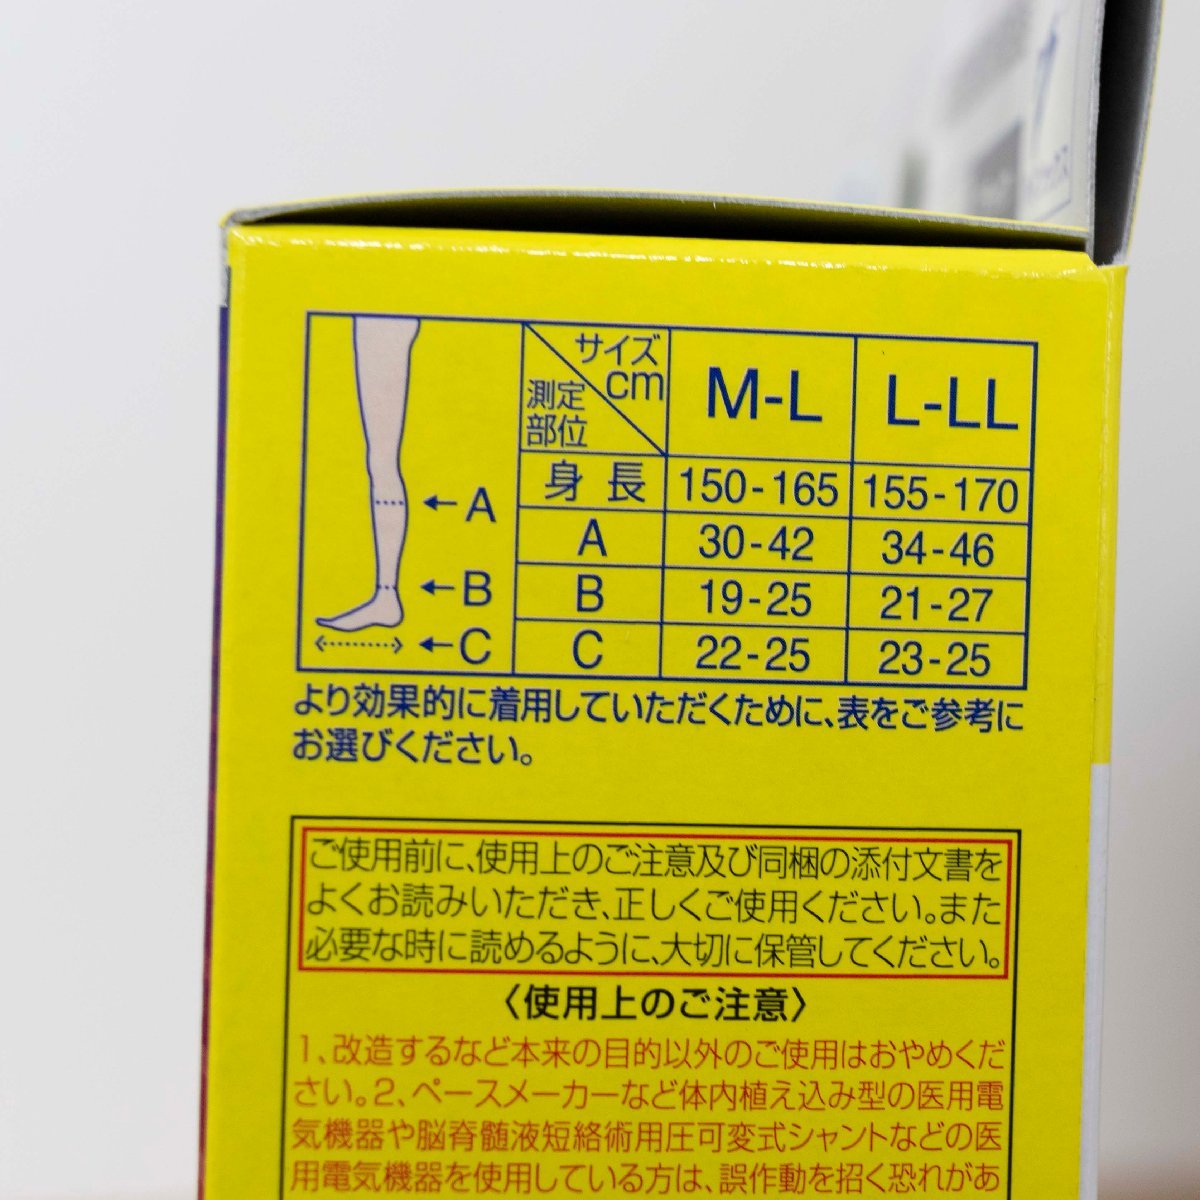 サイズ
cm
測定
部位
M-L
L-LL
身長
150-165
155-170
←A
A
30-42
34-46
←B
B
19-25
21-27
←C
C
22-25
23-25
より効果的に着用していただくために、表をご参考に
お選びください。
ご使用前に、使用上のご注意及び同梱の添付文書を
よくお読みいただき、正しくご使用ください。また
必要な時に読めるように、大切に保管してください。
〈使用上のご注意〉
1、改造するなど本来の目的以外のご使用はおやめくだ
さい。2、ペースメーカーなど体内植え込み型の医用電
気機器や脳脊髄液短絡術用圧可変式シャントなどの医
用電気機器を使用している方は、誤作動を招く恐れがあ